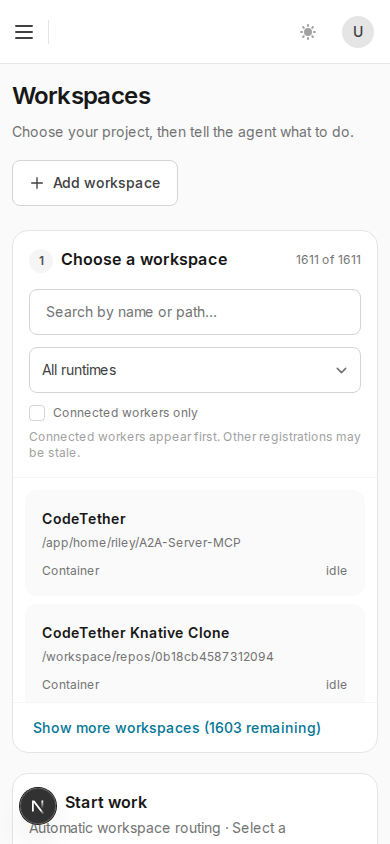 U
Workspaces
Choose your project, then tell the agent what to do.
Add workspace
1 Choose a workspace 1611 of 1611
Search by name or path...
All runtimes
Connected workers only
Connected workers appear first. Other registrations may
be stale.
CodeTether
/app/home/riley/A2A-Server-MCP
Container idle
CodeTether Knative Clone
/workspace/repos/0b18cb4587312094
Container idle
Show more workspaces (1603 remaining)
N Start work
Automatic workspace routing · Select a